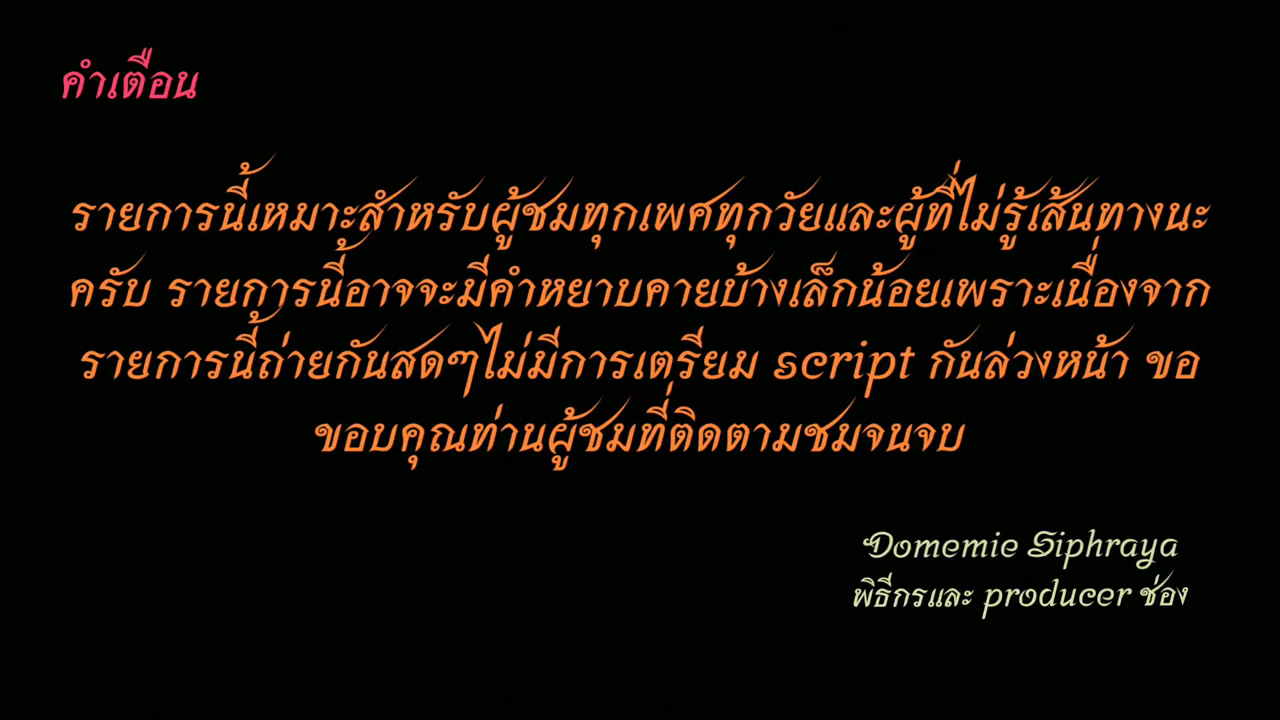 คำเตือน
รายการนี้เหมาะสำหรับผู้ชมทุกเพศทุกวัยและผู้ที่ไม่รู้เส้นทางนะ
ครับ รายการนี้อาจจะมีคำหยาบคายบ้างเล็กน้อยเพราะเนื่องจาก
รายการนี้ถ่ายกันสดๆไม่มีการเตรียม script กันล่วงหน้า ขอ
ขอบคุณท่านผู้ชมที่ติดตามชมจนจบ
Domemie Siphraya
พิธีกรและ producer ช่อง